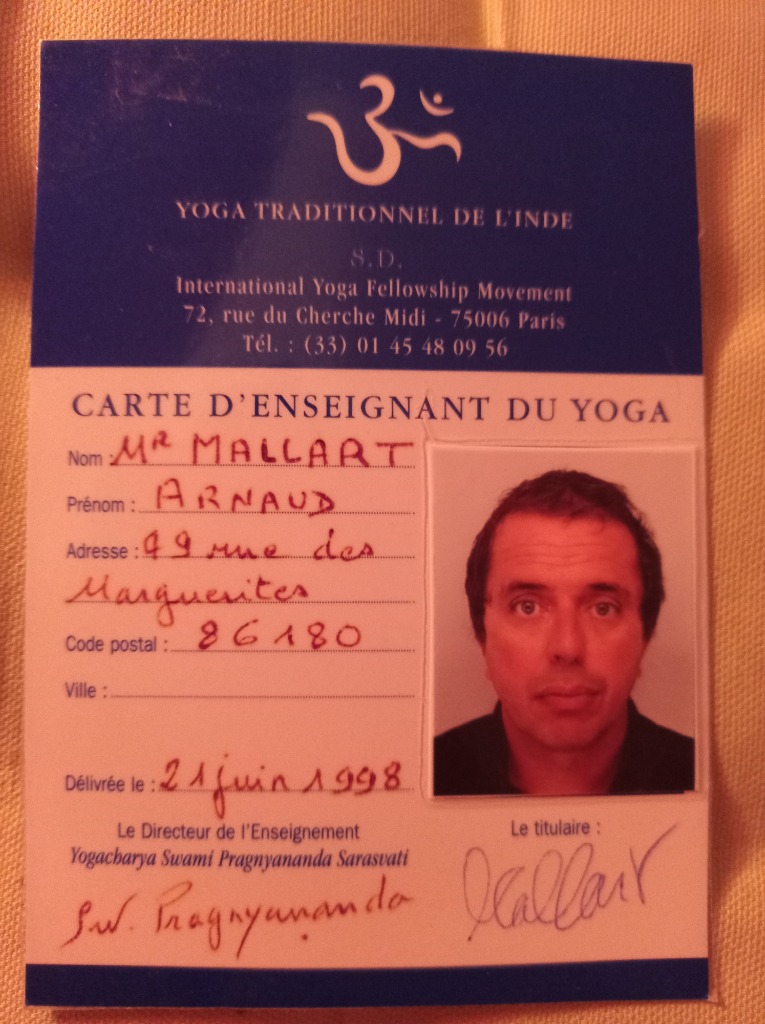 ॐ
YOGA TRADITIONNEL DE L'INDE
S.D.
International Yoga Fellowship Movement
72, rue du Cherche Midi - 75006 Paris
Tél. : (33) 01 45 48 09 56
CARTE D'ENSEIGNANT DU YOGA
Nom : Mr MALLART
Prénom : ARNAUD
Adresse : 99 rue des
Marguerites
Code postal : 86180
Ville :
Délivrée le : 21 juin 1998
Le Directeur de l'Enseignement
Yogacharya Swami Pragnyananda Sarasvati
Sw. Pragnyananda
Le titulaire :
Mallart